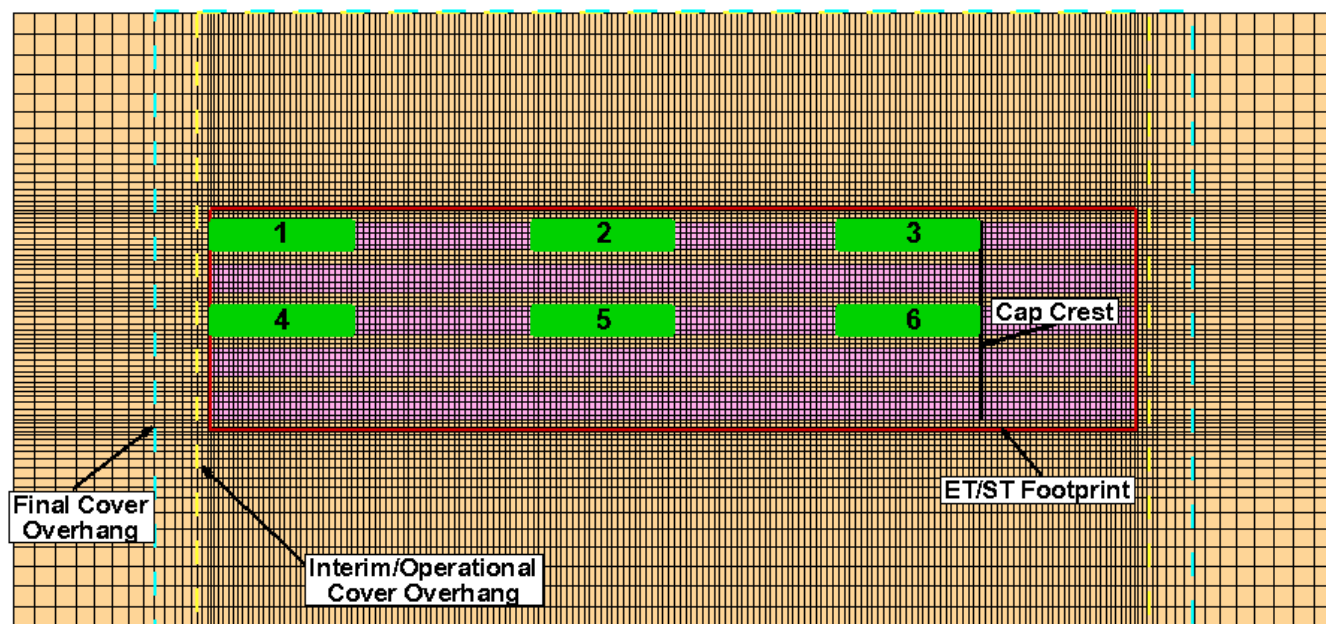 1 2 3
4 5 6
Cap Crest
ET/ST Footprint
Final Cover
Overhang
Interim/Operational
Cover Overhang